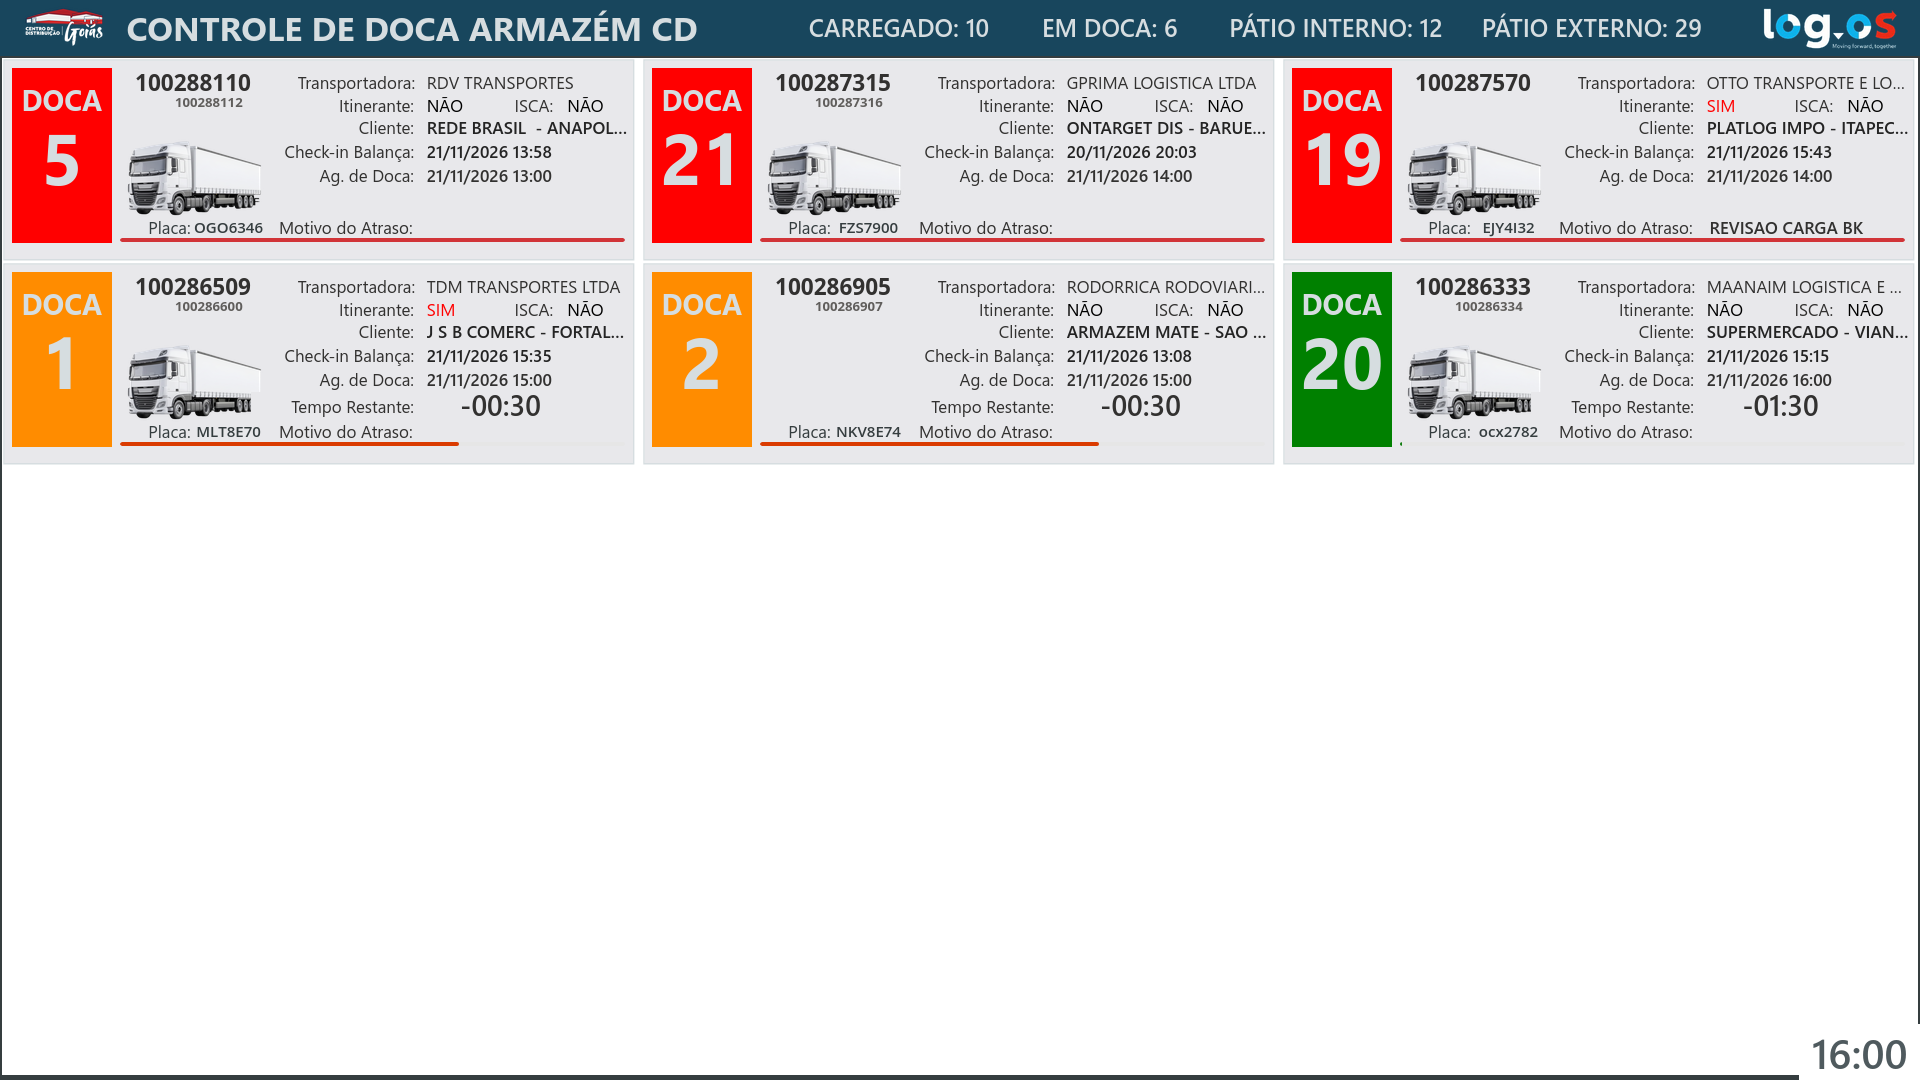 CENTRO DE DISTRIBUIÇÃO Goiás
CONTROLE DE DOCA ARMAZÉM CD
CARREGADO: 10
EM DOCA: 6
PÁTIO INTERNO: 12
PÁTIO EXTERNO: 29
log.os
Moving forward, together
DOCA
5
100288110
100288112
Transportadora: RDV TRANSPORTES
Itinerante: NÃO ISCA: NÃO
Cliente: REDE BRASIL - ANAPOL...
Check-in Balança: 21/11/2026 13:58
Ag. de Doca: 21/11/2026 13:00
Placa: OGO6346 Motivo do Atraso:
DOCA
21
100287315
100287316
Transportadora: GPRIMA LOGISTICA LTDA
Itinerante: NÃO ISCA: NÃO
Cliente: ONTARGET DIS - BARUE...
Check-in Balança: 20/11/2026 20:03
Ag. de Doca: 21/11/2026 14:00
Placa: FZS7900 Motivo do Atraso:
DOCA
19
100287570
Transportadora: OTTO TRANSPORTE E LO...
Itinerante: SIM ISCA: NÃO
Cliente: PLATLOG IMPO - ITAPEC...
Check-in Balança: 21/11/2026 15:43
Ag. de Doca: 21/11/2026 14:00
Placa: EJY4I32 Motivo do Atraso: REVISAO CARGA BK
DOCA
1
100286509
100286600
Transportadora: TDM TRANSPORTES LTDA
Itinerante: SIM ISCA: NÃO
Cliente: J S B COMERC - FORTAL...
Check-in Balança: 21/11/2026 15:35
Ag. de Doca: 21/11/2026 15:00
Tempo Restante: -00:30
Placa: MLT8E70 Motivo do Atraso:
DOCA
2
100286905
100286907
Transportadora: RODORRICA RODOVIARI...
Itinerante: NÃO ISCA: NÃO
Cliente: ARMAZEM MATE - SAO ...
Check-in Balança: 21/11/2026 13:08
Ag. de Doca: 21/11/2026 15:00
Tempo Restante: -00:30
Placa: NKV8E74 Motivo do Atraso:
DOCA
20
100286333
100286334
Transportadora: MAANAIM LOGISTICA E ...
Itinerante: NÃO ISCA: NÃO
Cliente: SUPERMERCADO - VIAN...
Check-in Balança: 21/11/2026 15:15
Ag. de Doca: 21/11/2026 16:00
Tempo Restante: -01:30
Placa: ocx2782 Motivo do Atraso:
16:00